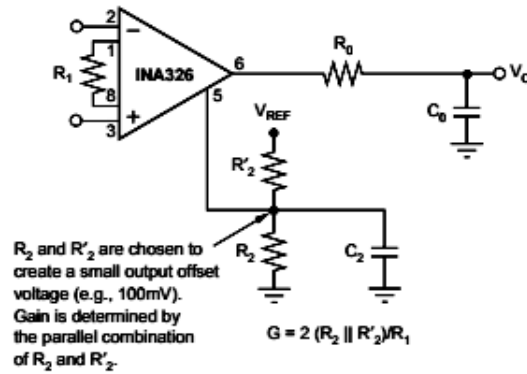 2
1
R1
8
3
−
INA326
+
6
5
R0
VO
C0
VREF
R'2
R2
C2
R2 and R'2 are chosen to
create a small output offset
voltage (e.g., 100mV).
Gain is determined by
the parallel combination
of R2 and R'2.
G = 2 (R2 || R'2)/R1